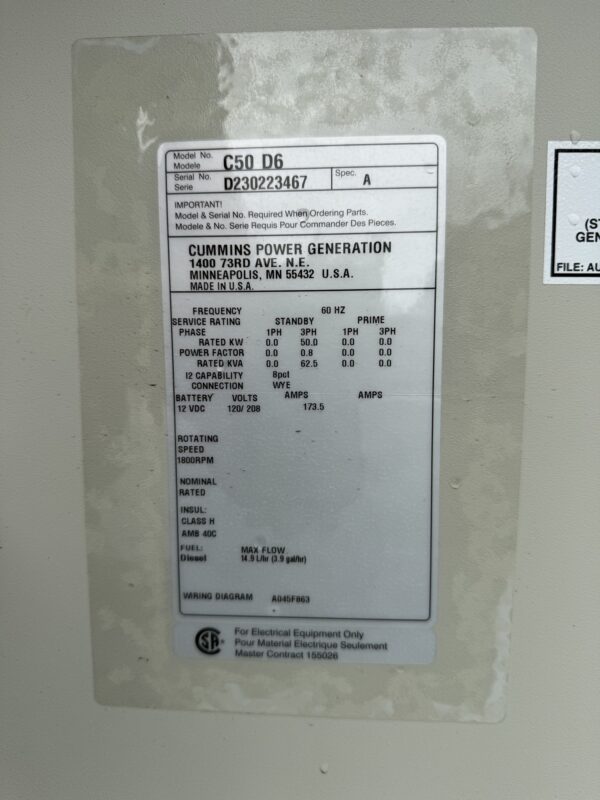 Model No. C50 D6
Modele
Serial No. D230223467 Spec. A
Serie
IMPORTANT!
Model & Serial No. Required When Ordering Parts.
Modele & No. Serie Requis Pour Commander Des Pieces.
CUMMINS POWER GENERATION
1400 73RD AVE. N.E.
MINNEAPOLIS, MN 55432 U.S.A.
MADE IN U.S.A.
FREQUENCY 60 HZ
SERVICE RATING STANDBY PRIME
PHASE 1PH 3PH 1PH 3PH
RATED KW 0.0 50.0 0.0 0.0
POWER FACTOR 0.0 0.8 0.0 0.0
RATED KVA 0.0 62.5 0.0 0.0
I2 CAPABILITY 8pct
CONNECTION WYE
BATTERY VOLTS AMPS AMPS
12 VDC 120/ 208 173.5
ROTATING
SPEED
1800RPM
NOMINAL
RATED
INSUL:
CLASS H
AMB 40C
FUEL: MAX FLOW
Diesel 14.9 L/hr (3.9 gal/hr)
WIRING DIAGRAM A045F863
SA
For Electrical Equipment Only
Pour Material Electrique Seulement
Master Contract 155026
(ST
GEN
FILE: AU